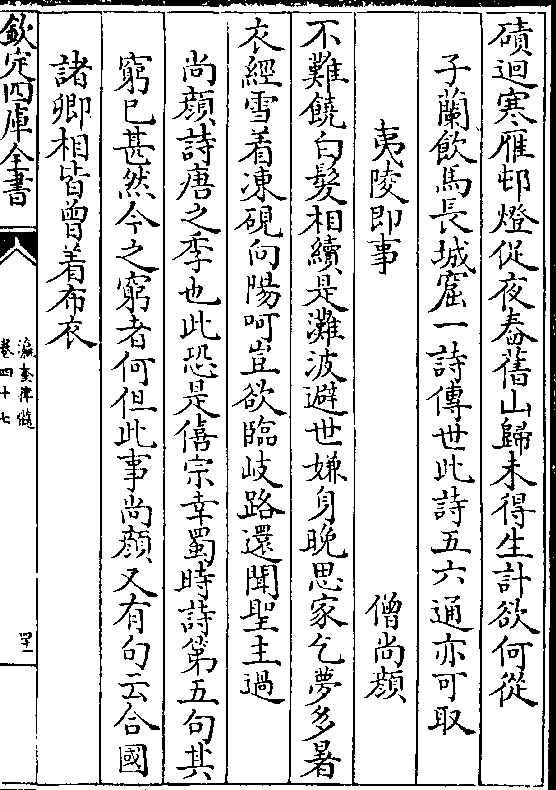 磧迴寒雁邨燈促夜舂舊山歸未得生計欲何從
子蘭飲馬長城窟一詩傳世此詩五六通亦可取
夷陵即事 僧尚顔
不難饒白髮相續是灘波避世嫌身晚思家乞夢多暑
衣經雪着凍硯向陽呵豈欲臨岐路還聞聖主過
尚顔詩唐之季也此恐是僖宗幸蜀時詩第五句其
窮已甚然今之窮者何但此事尚顔又有句云合國
諸卿相皆曾着布衣
欽定四庫全書
瀛奎律髓
卷四十七
四十一